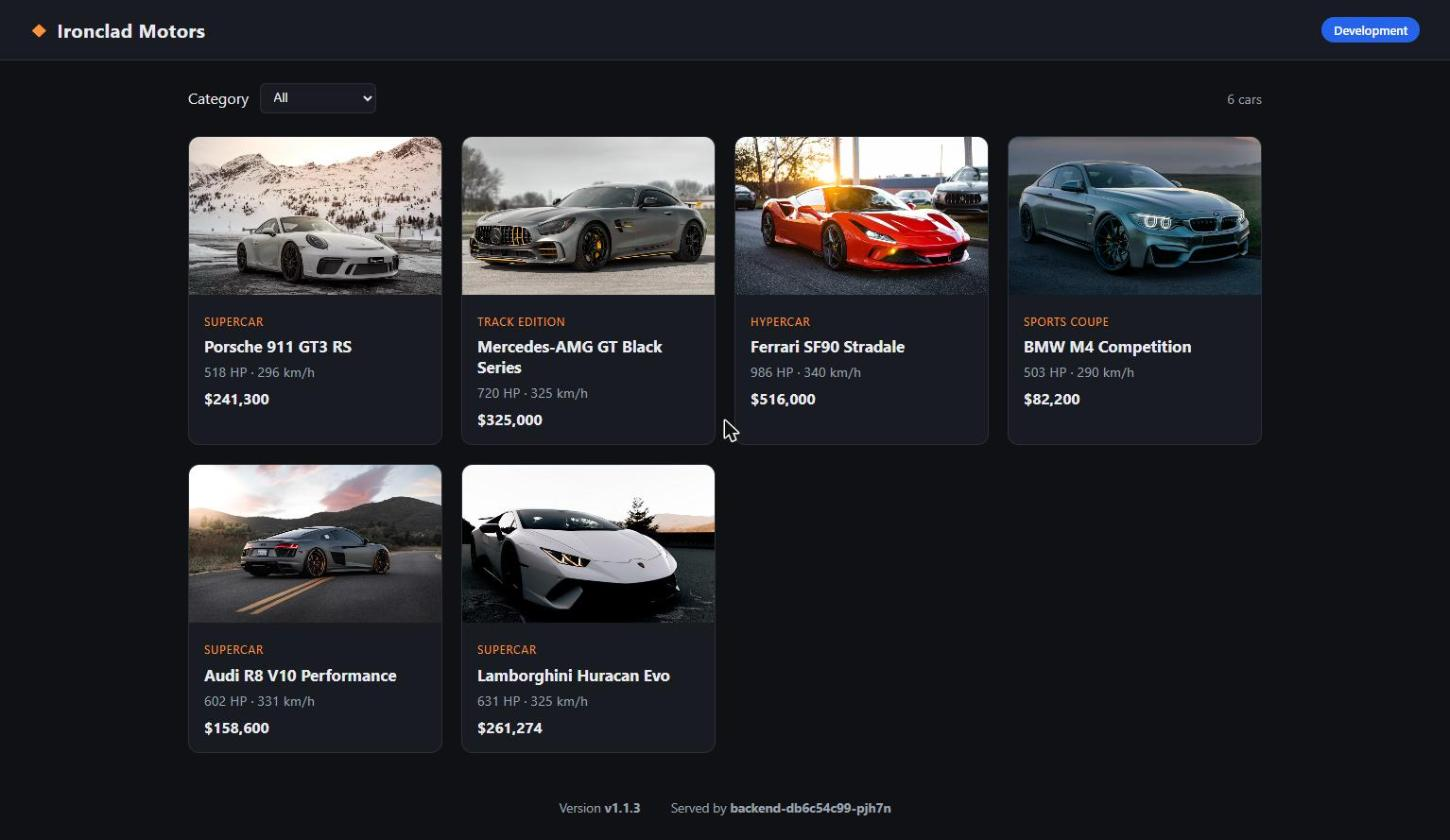 Ironclad Motors
Development
Category
All
6 cars
SUPERCAR
Porsche 911 GT3 RS
518 HP · 296 km/h
$241,300
TRACK EDITION
Mercedes-AMG GT Black
Series
720 HP · 325 km/h
$325,000
HYPERCAR
Ferrari SF90 Stradale
986 HP · 340 km/h
$516,000
SPORTS COUPE
BMW M4 Competition
503 HP · 290 km/h
$82,200
SUPERCAR
Audi R8 V10 Performance
602 HP · 331 km/h
$158,600
SUPERCAR
Lamborghini Huracan Evo
631 HP · 325 km/h
$261,274
Version v1.1.3
Served by backend-db6c54c99-pjh7n